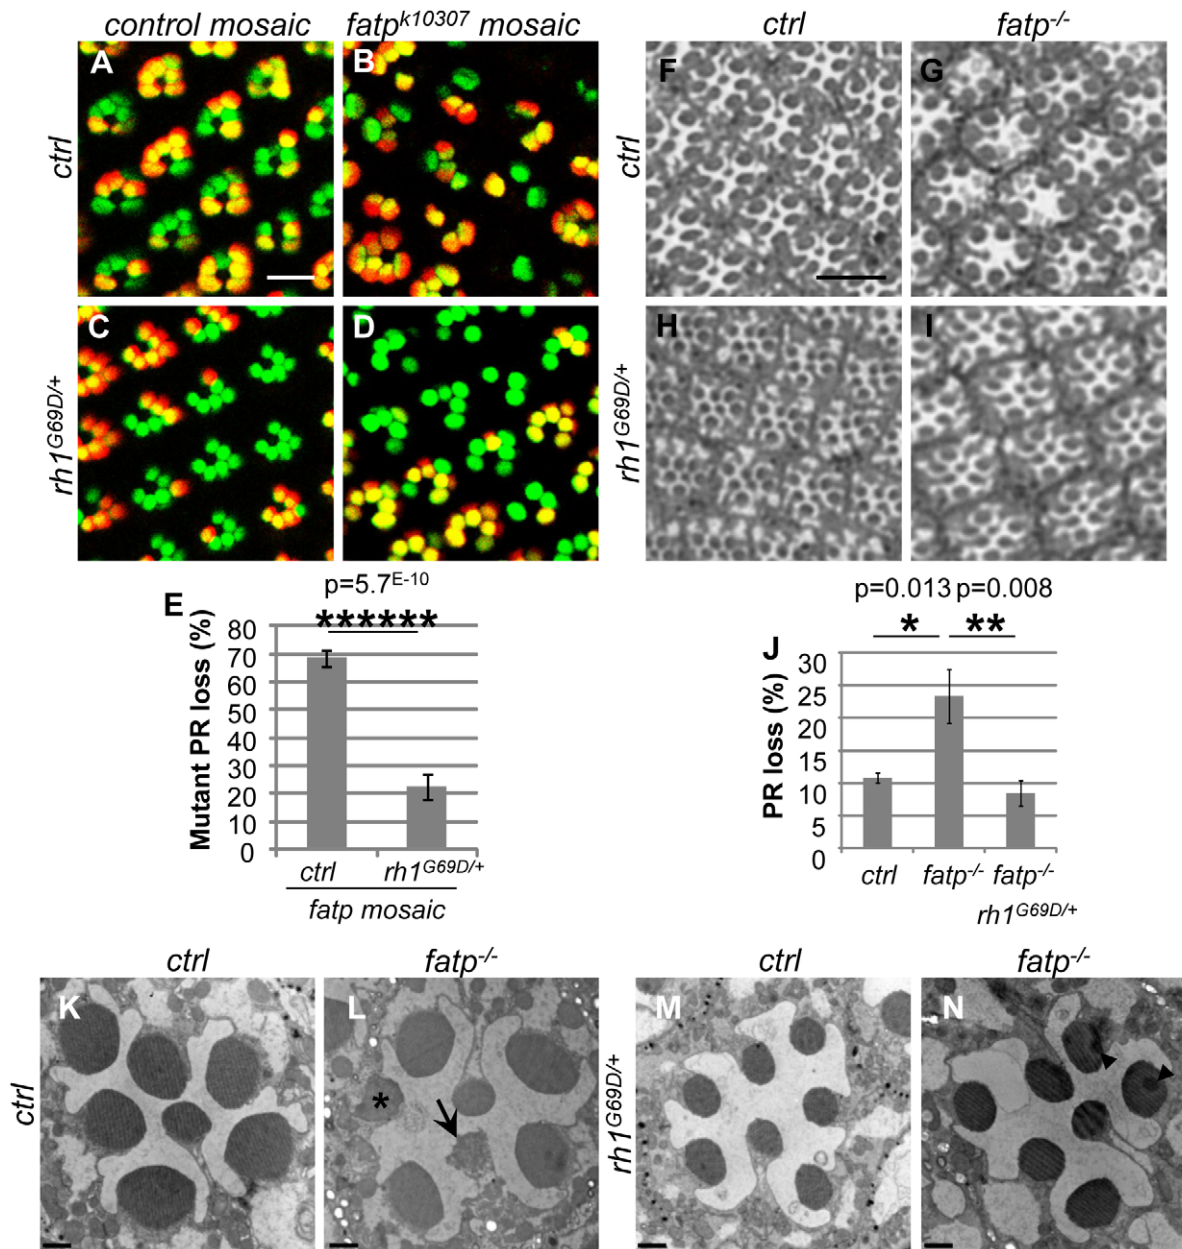 control mosaic fatp^k10307 mosaic ctrl fatp^-/-
A B F G
ctrl ctrl
C D H I
rh1^G69D/+ rh1^G69D/+
p=5.7^E-10
E
******
Mutant PR loss (%)
80
70
60
50
40
30
20
10
0
ctrl rh1^G69D/+
fatp mosaic
p=0.013 p=0.008
* **
J
PR loss (%)
30
25
20
15
10
5
0
ctrl fatp^-/- fatp^-/-
rh1^G69D/+
ctrl fatp^-/- ctrl fatp^-/-
K L M N
*
ctrl rh1^G69D/+